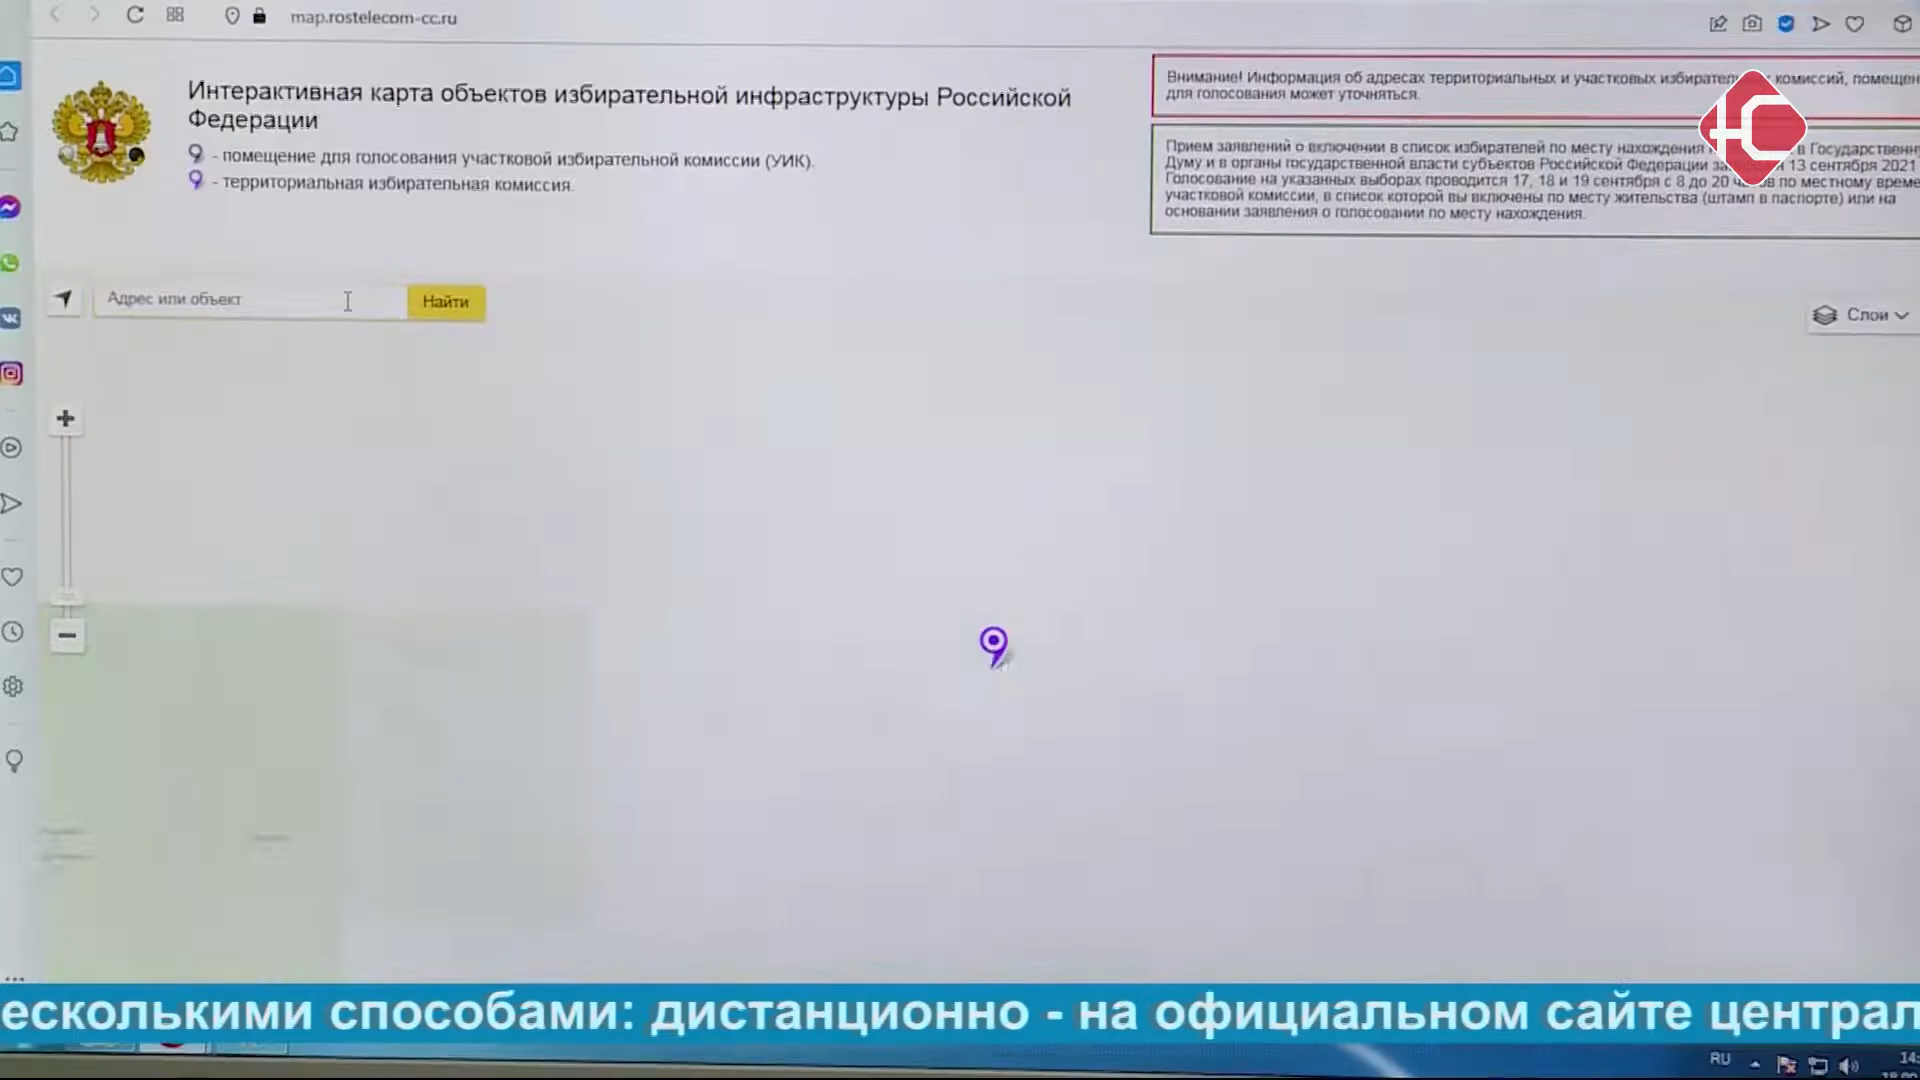 map.rostelecom-cc.ru
Интерактивная карта объектов избирательной инфраструктуры Российской
Федерации
- помещение для голосования участковой избирательной комиссии (УИК).
- территориальная избирательная комиссия.
Внимание! Информация об адресах территориальных и участковых комиссий, помещен
для голосования может уточняться.
Прием заявлений о включении в список избирателей по месту нахождения в Государственн
Думу и в органы государственной власти субъектов Российской Федерации 13 сентября 2021
Голосование на указанных выборах проводится 17, 18 и 19 сентября с 8 до 20 по местному време
участковой комиссии, в список которой вы включены по месту жительства (штамп в паспорте) или на
основании заявления о голосовании по месту нахождения.
Адрес или объект
Найти
Слои
есколькими способами: дистанционно - на официальном сайте централ
RU
14: